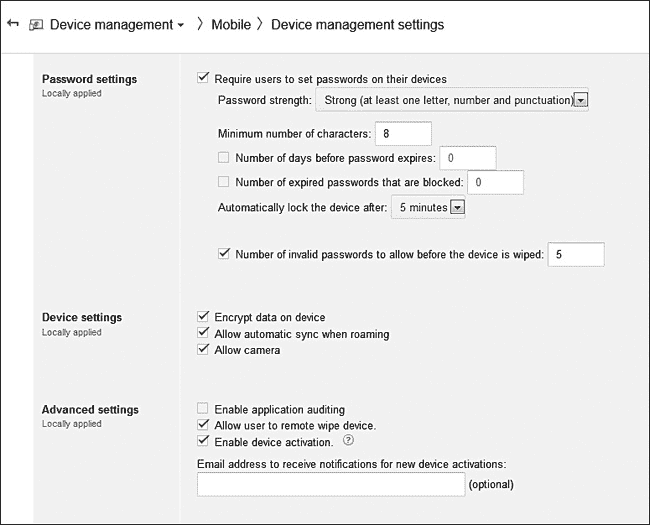 Device management > Mobile > Device management settings
Password settings
Locally applied
Require users to set passwords on their devices
Password strength: Strong (at least one letter, number and punctuation)
Minimum number of characters: 8
Number of days before password expires: 0
Number of expired passwords that are blocked: 0
Automatically lock the device after: 5 minutes
Number of invalid passwords to allow before the device is wiped: 5
Device settings
Locally applied
Encrypt data on device
Allow automatic sync when roaming
Allow camera
Advanced settings
Locally applied
Enable application auditing
Allow user to remote wipe device.
Enable device activation. ?
Email address to receive notifications for new device activations:
(optional)